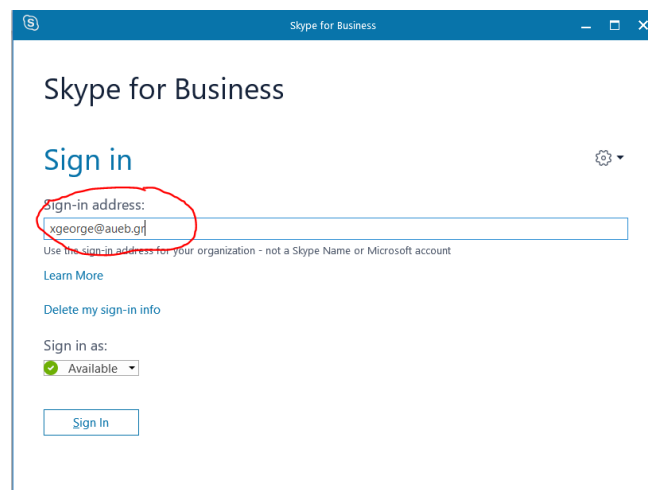 Skype for Business
Skype for Business
Sign in
Sign-in address:
xgeorge@aueb.gr
Use the sign-in address for your organization - not a Skype Name or Microsoft account
Learn More
Delete my sign-in info
Sign in as:
Available
Sign In